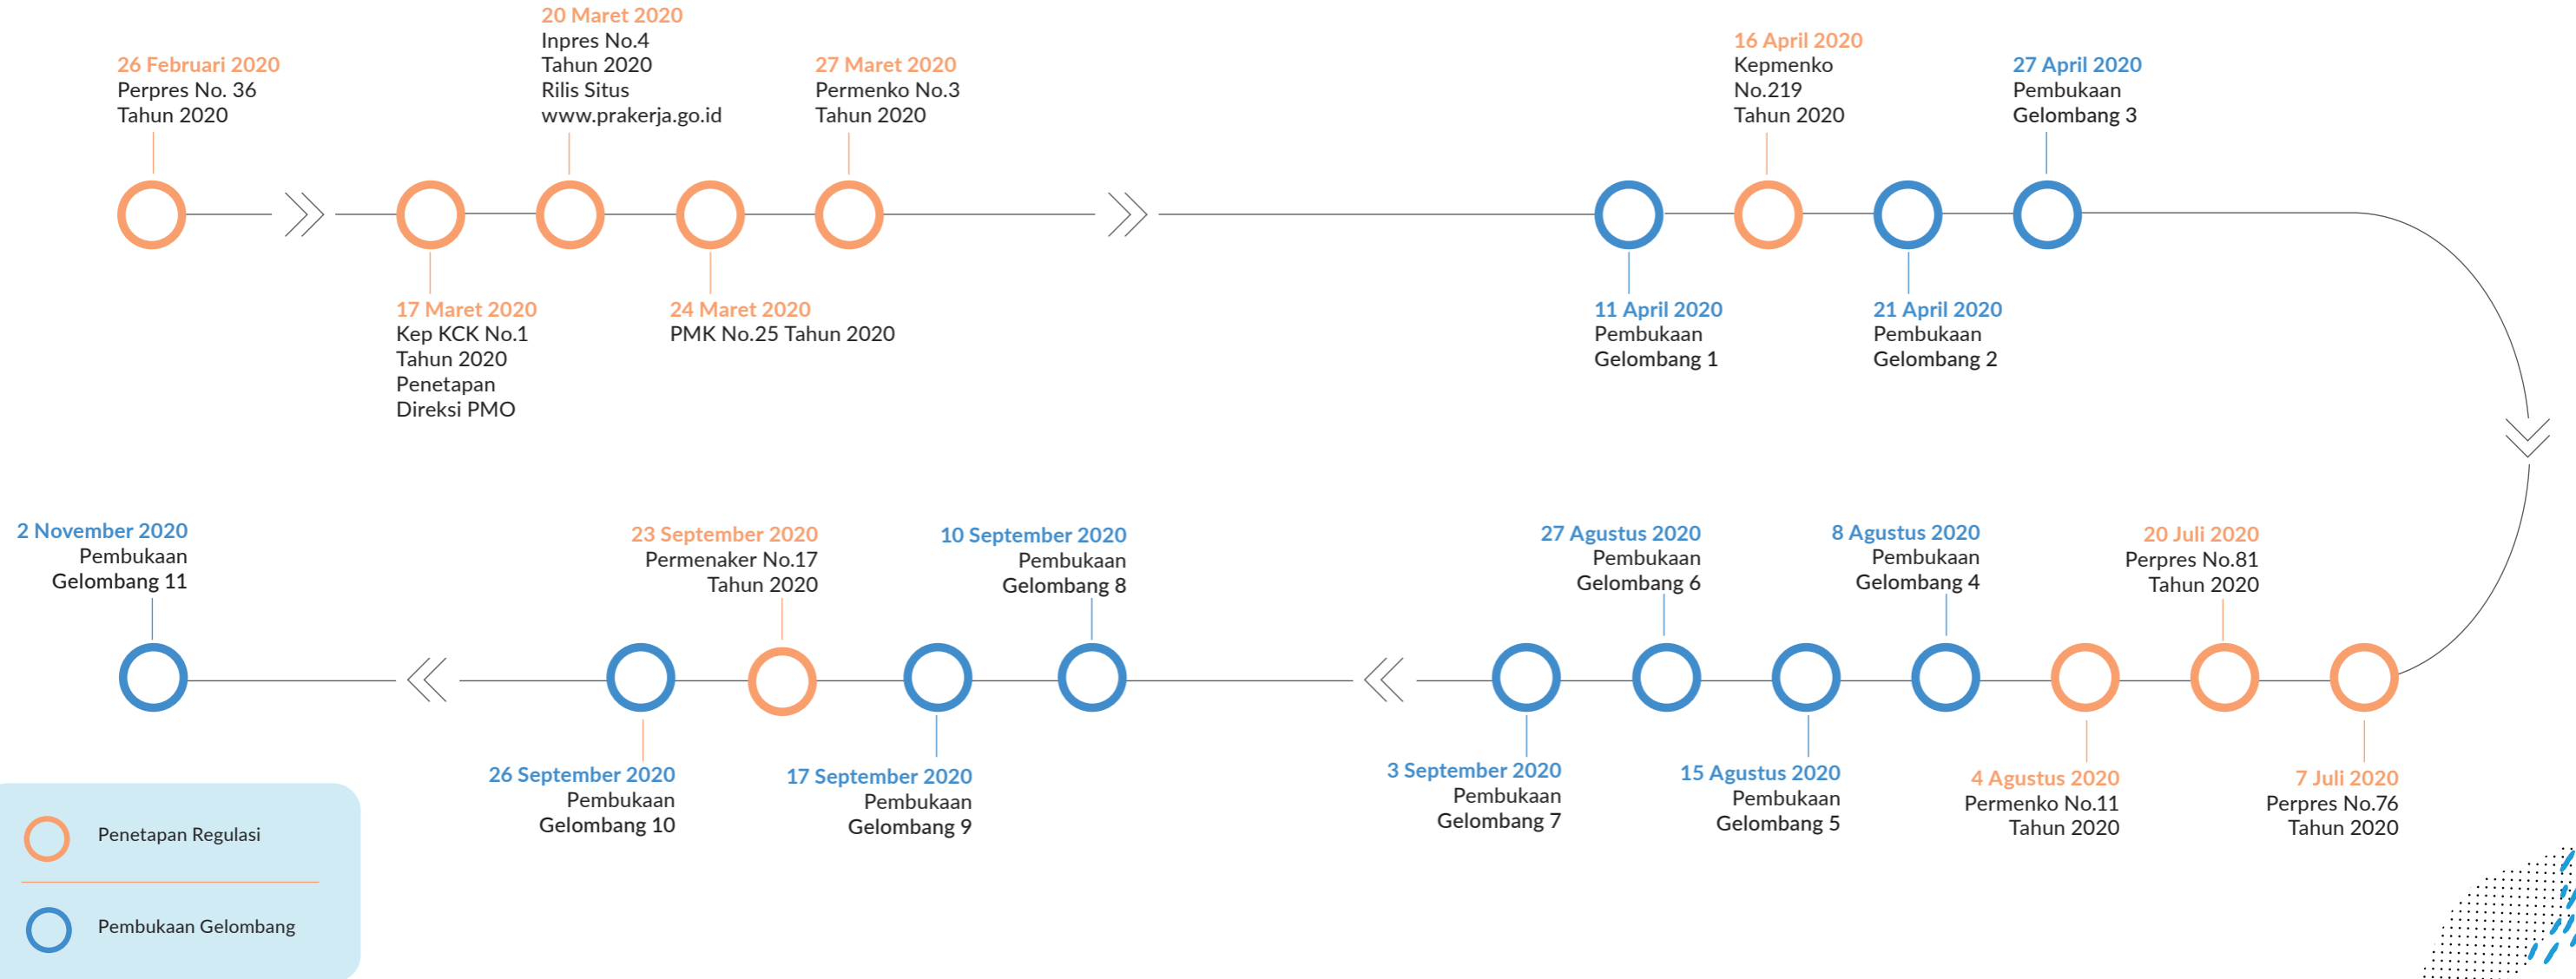 26 Februari 2020
Perpres No. 36
Tahun 2020
17 Maret 2020
Kep KCK No.1
Tahun 2020
Penetapan
Direksi PMO
20 Maret 2020
Inpres No.4
Tahun 2020
Rilis Situs
www.prakerja.go.id
24 Maret 2020
PMK No.25 Tahun 2020
27 Maret 2020
Permenko No.3
Tahun 2020
11 April 2020
Pembukaan
Gelombang 1
16 April 2020
Kepmenko
No.219
Tahun 2020
21 April 2020
Pembukaan
Gelombang 2
27 April 2020
Pembukaan
Gelombang 3
7 Juli 2020
Perpres No.76
Tahun 2020
20 Juli 2020
Perpres No.81
Tahun 2020
4 Agustus 2020
Permenko No.11
Tahun 2020
8 Agustus 2020
Pembukaan
Gelombang 4
15 Agustus 2020
Pembukaan
Gelombang 5
27 Agustus 2020
Pembukaan
Gelombang 6
3 September 2020
Pembukaan
Gelombang 7
10 September 2020
Pembukaan
Gelombang 8
17 September 2020
Pembukaan
Gelombang 9
23 September 2020
Permenaker No.17
Tahun 2020
26 September 2020
Pembukaan
Gelombang 10
2 November 2020
Pembukaan
Gelombang 11
Penetapan Regulasi
Pembukaan Gelombang